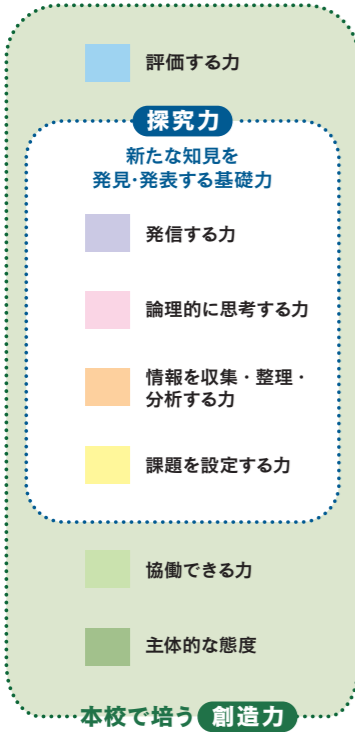 評価する力
探究力
新たな知見を
発見・発表する基礎力
発信する力
論理的に思考する力
情報を収集・整理・
分析する力
課題を設定する力
協働できる力
主体的な態度
本校で培う 創造力